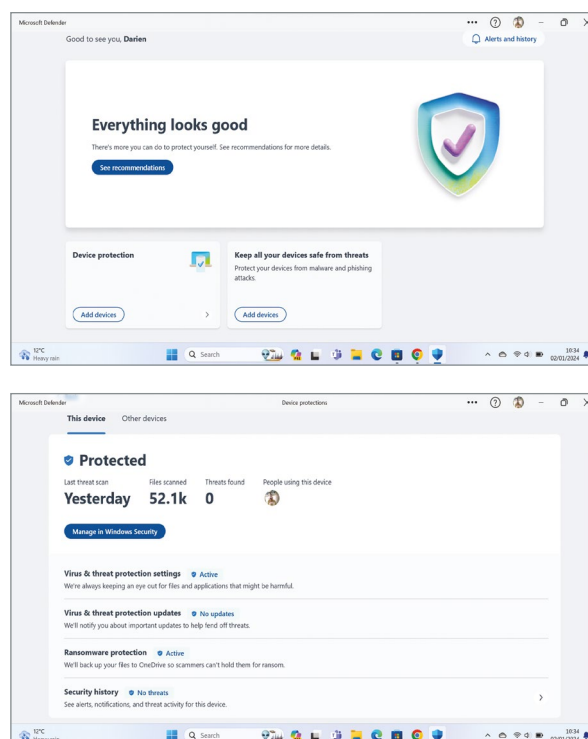 Microsoft Defender
Good to see you, Darien
Alerts and history
Everything looks good
There's more you can do to protect yourself. See recommendations for more details.
See recommendations
Device protection
Add devices
Keep all your devices safe from threats
Protect your devices from malware and phishing
attacks.
Add devices
12°C
Heavy rain
Search
10:34
02/01/2024
Microsoft Defender
Device protections
This device Other devices
Protected
Last threat scan Files scanned Threats found People using this device
Yesterday 52.1k 0
Manage in Windows Security
Virus & threat protection settings Active
We're always keeping an eye out for files and applications that might be harmful.
Virus & threat protection updates No updates
We'll notify you about important updates to help fend off threats.
Ransomware protection Active
We'll back up your files to OneDrive so scammers can't hold them for ransom.
Security history No threats
See alerts, notifications, and threat activity for this device.
12°C
Heavy rain
Search
10:34
02/01/2024